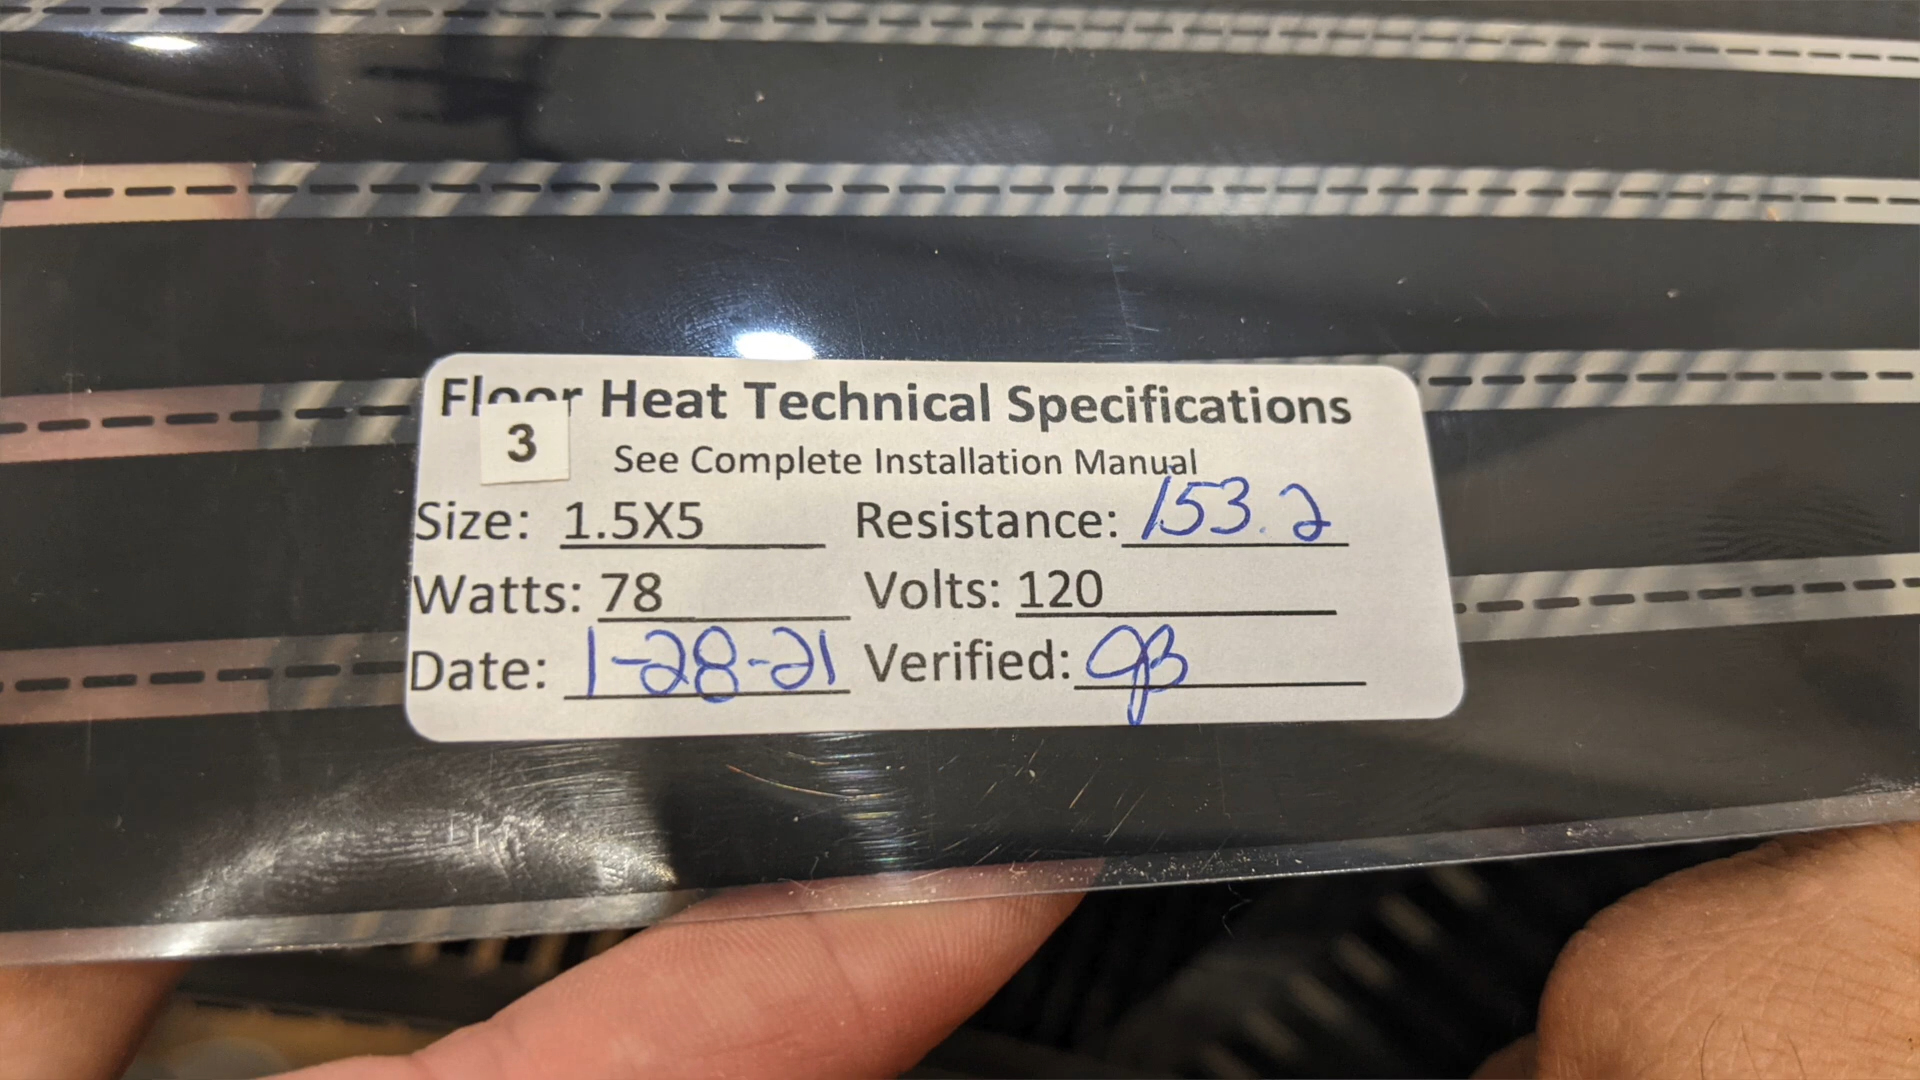 Floor Heat Technical Specifications
3
See Complete Installation Manual
Size: 1.5X5 Resistance: 153.2
Watts: 78 Volts: 120
Date: 1-28-21 Verified: JB